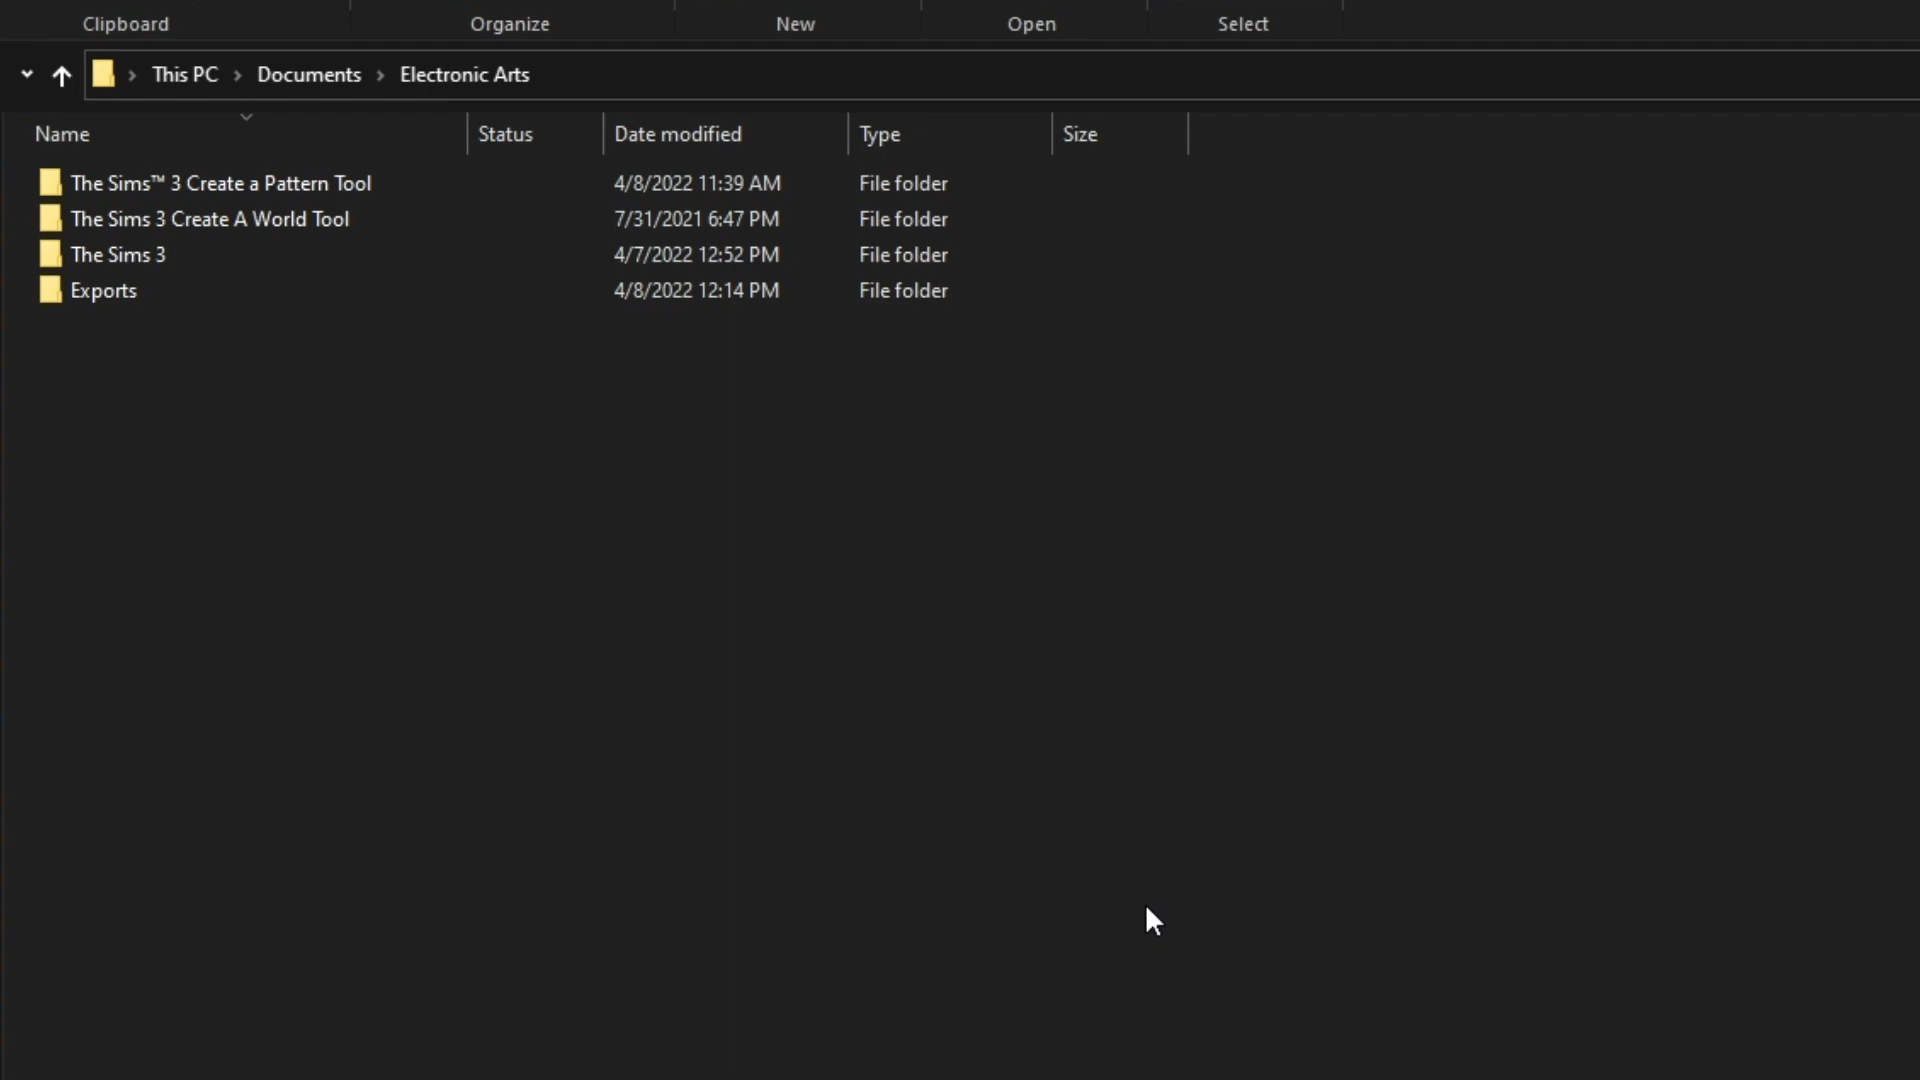 Clipboard Organize New Open Select
This PC Documents Electronic Arts
Name Status Date modified Type Size
The Sims™ 3 Create a Pattern Tool 4/8/2022 11:39 AM File folder
The Sims 3 Create A World Tool 7/31/2021 6:47 PM File folder
The Sims 3 4/7/2022 12:52 PM File folder
Exports 4/8/2022 12:14 PM File folder